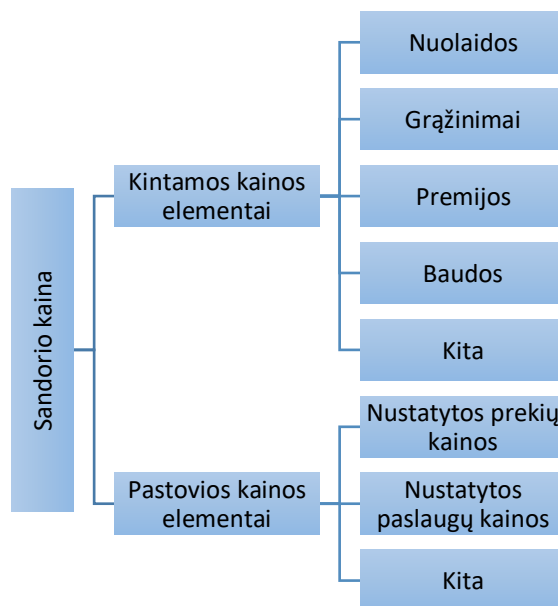 Sandorio kaina
Kintamos kainos
elementai
Nuolaidos
Grąžinimai
Premijos
Baudos
Kita
Pastovios kainos
elementai
Nustatytos prekių
kainos
Nustatytos
paslaugų kainos
Kita